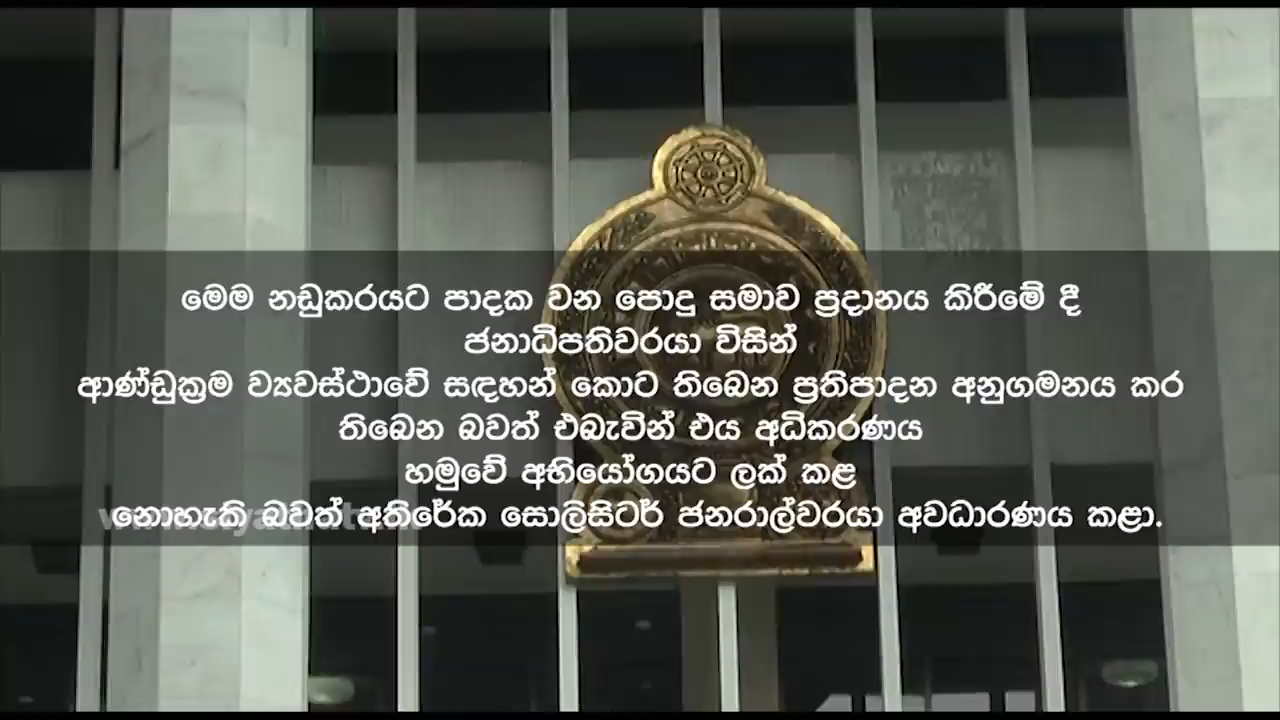 මෙම නඩුකරයට පාදක වන පොදු සමාව ප්‍රදානය කිරීමේ දී
ජනාධිපතිවරයා විසින්
ආණ්ඩුක්‍රම ව්‍යවස්ථාවේ සඳහන් කොට තිබෙන ප්‍රතිපාදන අනුගමනය කර
තිබෙන බවත් එබැවින් එය අධිකරණය
හමුවේ අභියෝගයට ලක් කළ
නොහැකි බවත් අතිරේක සොලිසිටර් ජනරාල්වරයා අවධාරණය කළා.